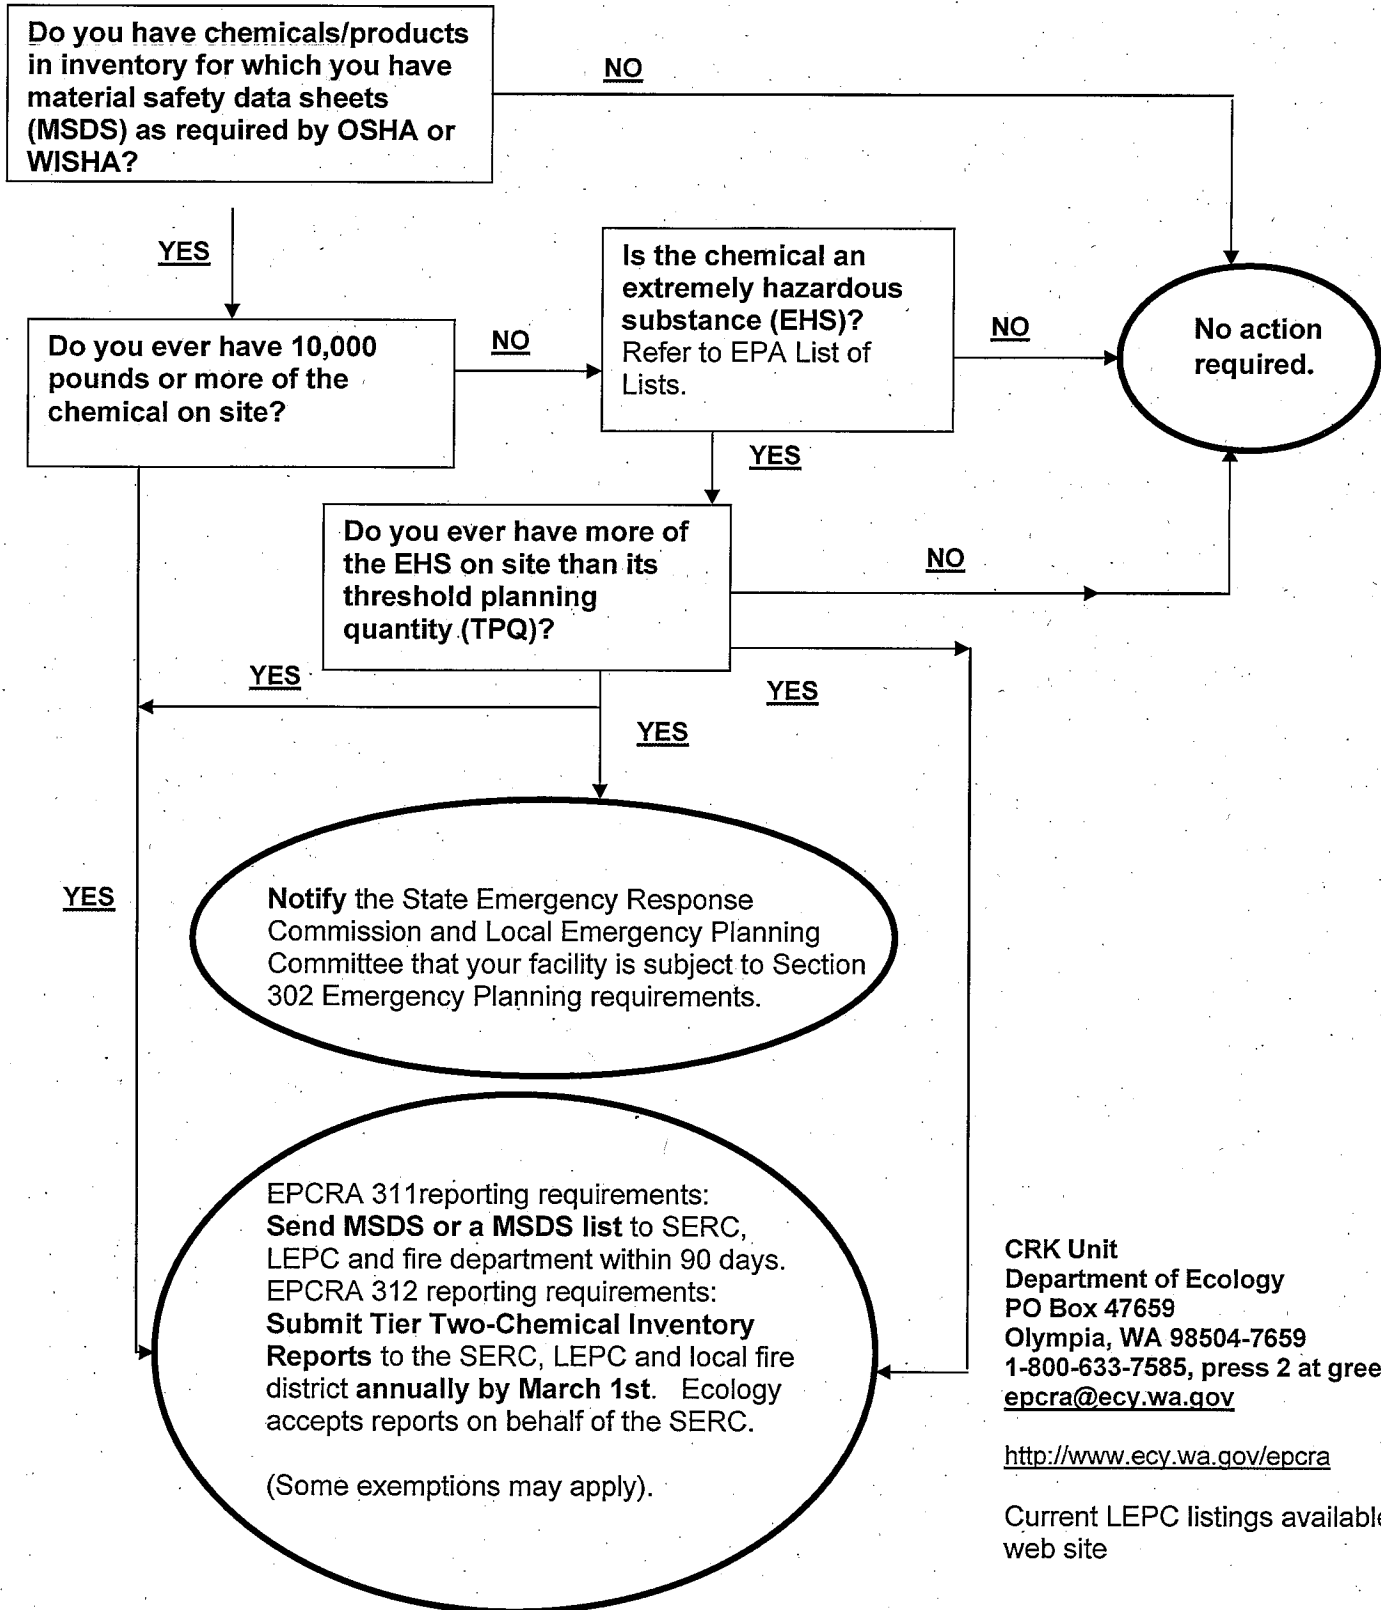 Do you have chemicals/products
in inventory for which you have
material safety data sheets
(MSDS) as required by OSHA or
WISHA?
NO
YES
Do you ever have 10,000
pounds or more of the
chemical on site?
NO
Is the chemical an
extremely hazardous
substance (EHS)?
Refer to EPA List of
Lists.
NO
No action
required.
YES
Do you ever have more of
the EHS on site than its
threshold planning
quantity (TPQ)?
NO
YES
YES
YES
YES
Notify the State Emergency Response
Commission and Local Emergency Planning
Committee that your facility is subject to Section
302 Emergency Planning requirements.
EPCRA 311reporting requirements:
Send MSDS or a MSDS list to SERC,
LEPC and fire department within 90 days.
EPCRA 312 reporting requirements:
Submit Tier Two-Chemical Inventory
Reports to the SERC, LEPC and local fire
district annually by March 1st. Ecology
accepts reports on behalf of the SERC.
(Some exemptions may apply).
CRK Unit
Department of Ecology
PO Box 47659
Olympia, WA 98504-7659
1-800-633-7585, press 2 at
epcra@ecy.wa.gov
http://www.ecy.wa.gov/epcra
Current LEPC listings available
web site